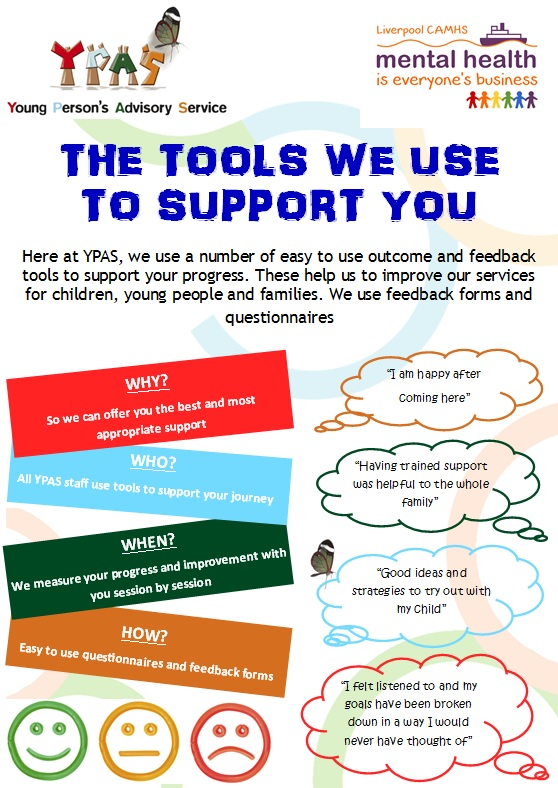 YPAS
Young Person's Advisory Service
Liverpool CAMHS
mental health
is everyone's business
THE TOOLS WE USE
TO SUPPORT YOU
Here at YPAS, we use a number of easy to use outcome and feedback
tools to support your progress. These help us to improve our services
for children, young people and families. We use feedback forms and
questionnaires
WHY?
So we can offer you the best and most
appropriate support
WHO?
All YPAS staff use tools to support your journey
WHEN?
We measure your progress and improvement with
you session by session
HOW?
Easy to use questionnaires and feedback forms
"I am happy after
Coming here"
"Having trained support
was helpful to the whole
family"
"Good ideas and
strategies to try out with
my Child"
"I felt listened to and my
goals have been broken
down in a way I would
never have thought of"